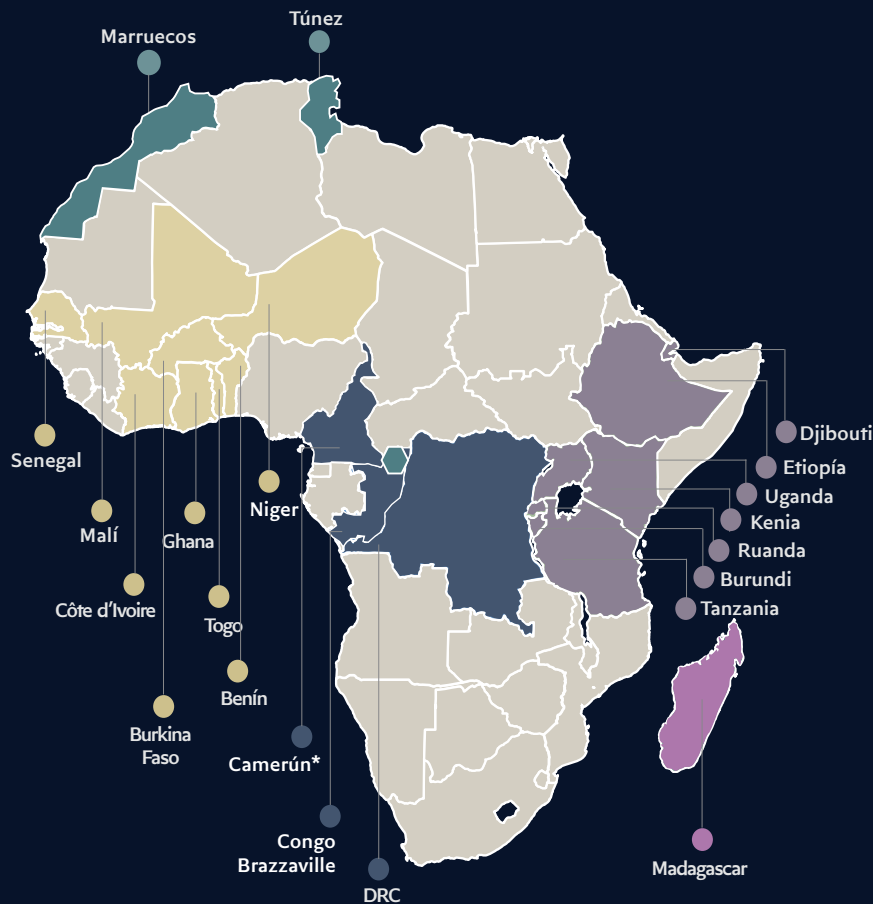 Túnez
Marruecos
Djibouti
Senegal
Etiopía
Uganda
Niger
Kenia
Malí
Ghana
Ruanda
Burundi
Côte d'Ivoire
Tanzania
Togo
Benín
Burkina
Faso
Camerún*
Congo
Brazzaville
Madagascar
DRC